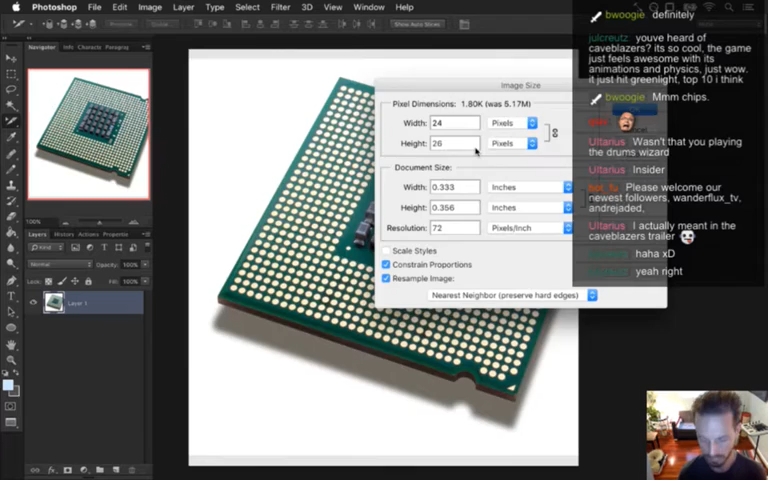 Photoshop File Edit Image Layer Type Select Filter 3D View Window Help
Show Auto Slices
Navigator Info Characte Paragrap
100%
Layers Channels Paths
Kind
Normal Opacity: 100%
Lock: Fill: 100%
Layer 1
Image Size
Pixel Dimensions: 1.80K (was 5.17M)
Width: 24 Pixels
Height: 26 Pixels
Document Size:
Width: 0.333 Inches
Height: 0.356 Inches
Resolution: 72 Pixels/Inch
Scale Styles
Constrain Proportions
Resample Image:
Nearest Neighbor (preserve hard edges)
bwoogie definitely
julcreutz youve heard of
caveblazers? its so cool, the game
just feels awesome with its
animations and physics, just wow.
it just hit greenlight, top 10 i think
bwoogie Mmm chips.
Ultarius Wasn't that you playing
the drums wizard
Ultarius Insider
Please welcome our
newest followers, wanderflux_tv,
andrejaded,
Ultarius I actually meant in the
caveblazers trailer
haha xD
yeah right